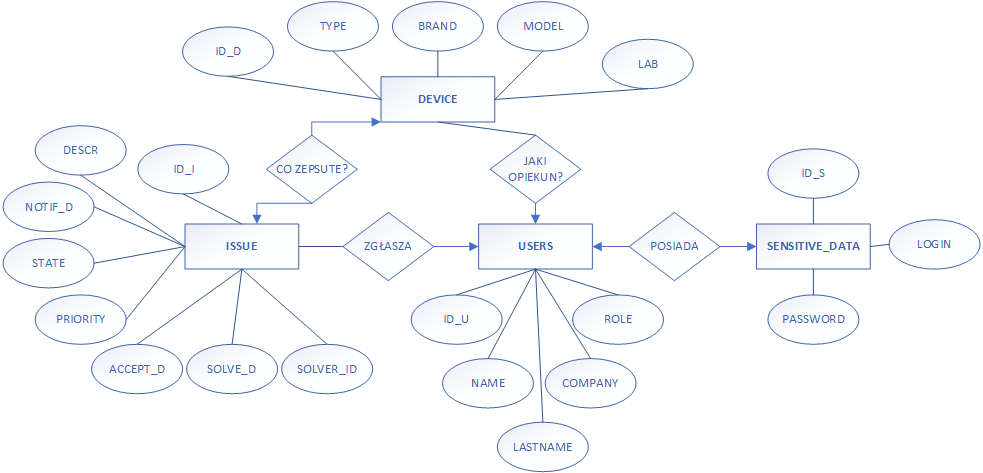 TYPE
BRAND
MODEL
ID_D
LAB
DEVICE
DESCR
ID_I
CO ZEPSUTE?
JAKI
OPIEKUN?
ID_S
NOTIF_D
ISSUE
ZGŁASZA
USERS
POSIADA
SENSITIVE_DATA
LOGIN
STATE
PRIORITY
ID_U
ROLE
PASSWORD
ACCEPT_D
SOLVE_D
SOLVER_ID
NAME
COMPANY
LASTNAME